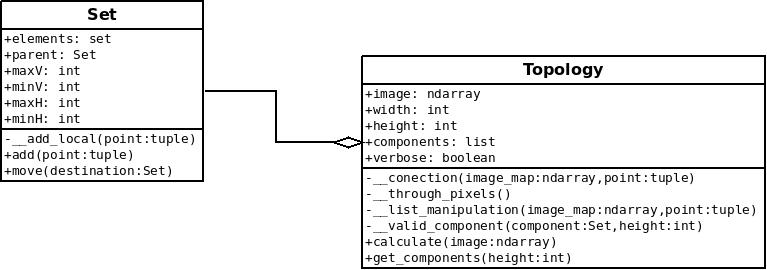 Set
+elements: set
+parent: Set
+maxV: int
+minV: int
+maxH: int
+minH: int
-__add_local(point:tuple)
+add(point:tuple)
+move(destination:Set)
Topology
+image: ndarray
+width: int
+height: int
+components: list
+verbose: boolean
-__conection(image_map:ndarray,point:tuple)
-__through_pixels()
-__list_manipulation(image_map:ndarray,point:tuple)
-__valid_component(component:Set,height:int)
+calculate(image:ndarray)
+get_components(height:int)